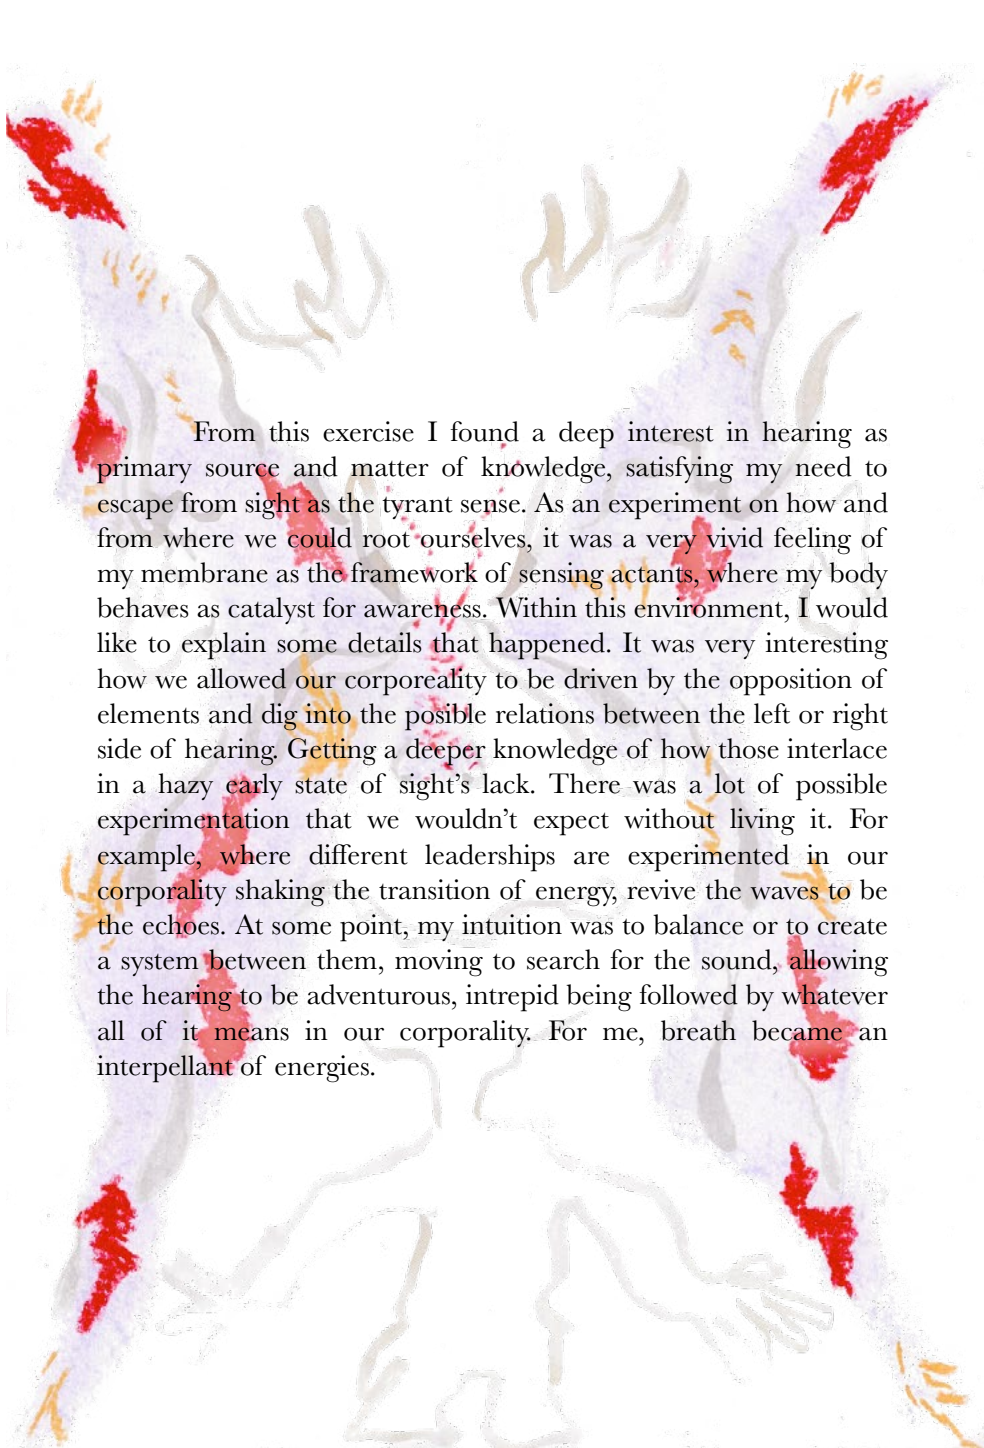 From this exercise I found a deep interest in hearing as
primary source and matter of knowledge, satisfying my need to
escape from sight as the tyrant sense. As an experiment on how and
from where we could root ourselves, it was a very vivid feeling of
my membrane as the framework of sensing actants, where my body
behaves as catalyst for awareness. Within this environment, I would
like to explain some details that happened. It was very interesting
how we allowed our corporeality to be driven by the opposition of
elements and dig into the posible relations between the left or right
side of hearing. Getting a deeper knowledge of how those interlace
in a hazy early state of sight’s lack. There was a lot of possible
experimentation that we wouldn’t expect without living it. For
example, where different leaderships are experimented in our
corporality shaking the transition of energy, revive the waves to be
the echoes. At some point, my intuition was to balance or to create
a system between them, moving to search for the sound, allowing
the hearing to be adventurous, intrepid being followed by whatever
all of it means in our corporality. For me, breath became an
interpellant of energies.